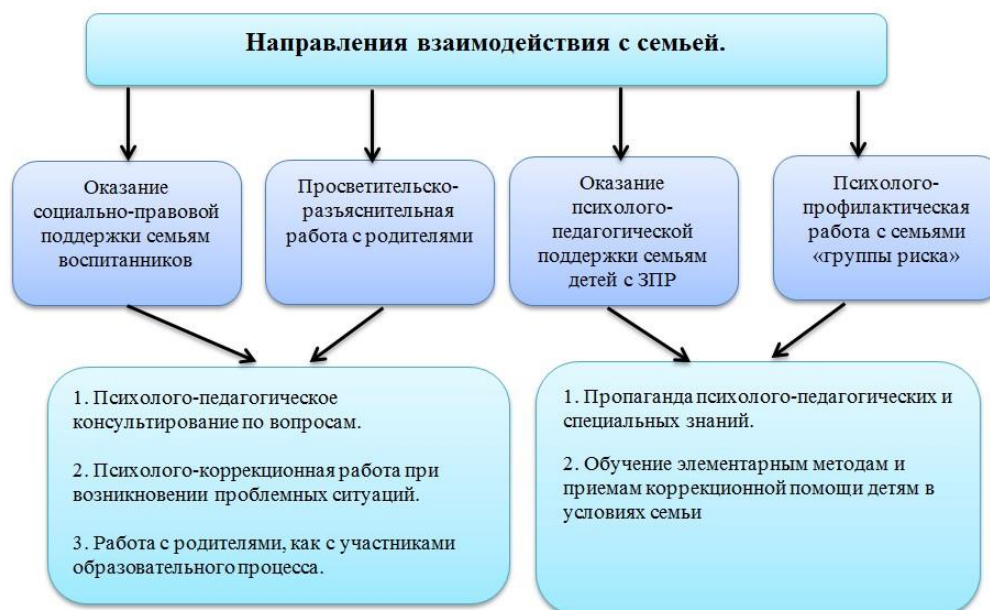 Направления взаимодействия с семьей.
Оказание
социально-правовой
поддержки семьям
воспитанников
Просветительско-
разъяснительная
работа с родителями
Оказание
психолого-
педагогической
поддержки семьям
детей с ЗПР
Психолого-
профилактическая
работа с семьями
«группы риска»
1. Психолого-педагогическое
консультирование по вопросам.
2. Психолого-коррекционная работа при
возникновении проблемных ситуаций.
3. Работа с родителями, как с участниками
образовательного процесса.
1. Пропаганда психолого-педагогических и
специальных знаний.
2. Обучение элементарным методам и
приемам коррекционной помощи детям в
условиях семьи